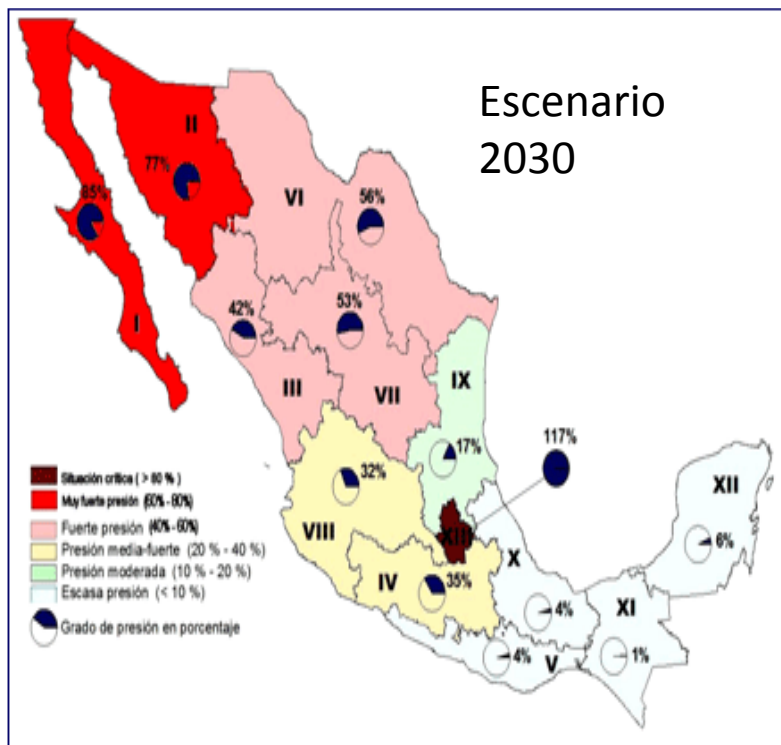 Escenario
2030
II
77%
85%
VI
56%
42%
53%
I
III
VII
IX
17%
117%
XII
6%
32%
VIII
XIII
X
IV
35%
4%
XI
4%
V
1%
Situación crítica ( > 80 % )
Muy fuerte presión (60% - 80%)
Fuerte presión (40% - 60%)
Presión media-fuerte (20 % - 40 %)
Presión moderada (10 % - 20 %)
Escasa presión (< 10 %)
Grado de presión en porcentaje